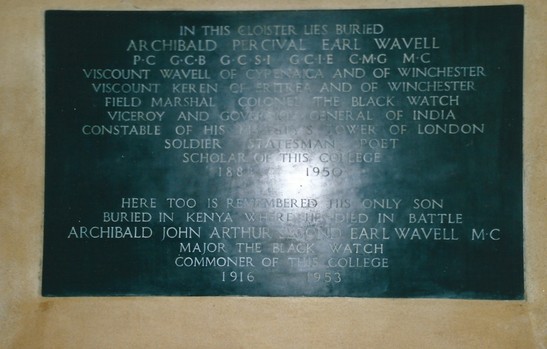 IN THIS CLOISTER LIES BURIED
ARCHIBALD PERCIVAL EARL WAVELL
P·C G·C·B G·C·S·I G·C·I·E C·M·G M·C
VISCOUNT WAVELL OF CYRENAICA AND OF WINCHESTER
VISCOUNT KEREN OF ERITREA AND OF WINCHESTER
FIELD MARSHAL COLONEL THE BLACK WATCH
VICEROY AND GOVERNOR GENERAL OF INDIA
CONSTABLE OF HIS MAJESTY'S TOWER OF LONDON
SOLDIER STATESMAN POET
SCHOLAR OF THIS COLLEGE
1950
HERE TOO IS REMEMBERED HIS ONLY SON
BURIED IN KENYA WHERE HE DIED IN BATTLE
ARCHIBALD JOHN ARTHUR SECOND EARL WAVELL M·C
MAJOR THE BLACK WATCH
COMMONER OF THIS COLLEGE
1916 1953